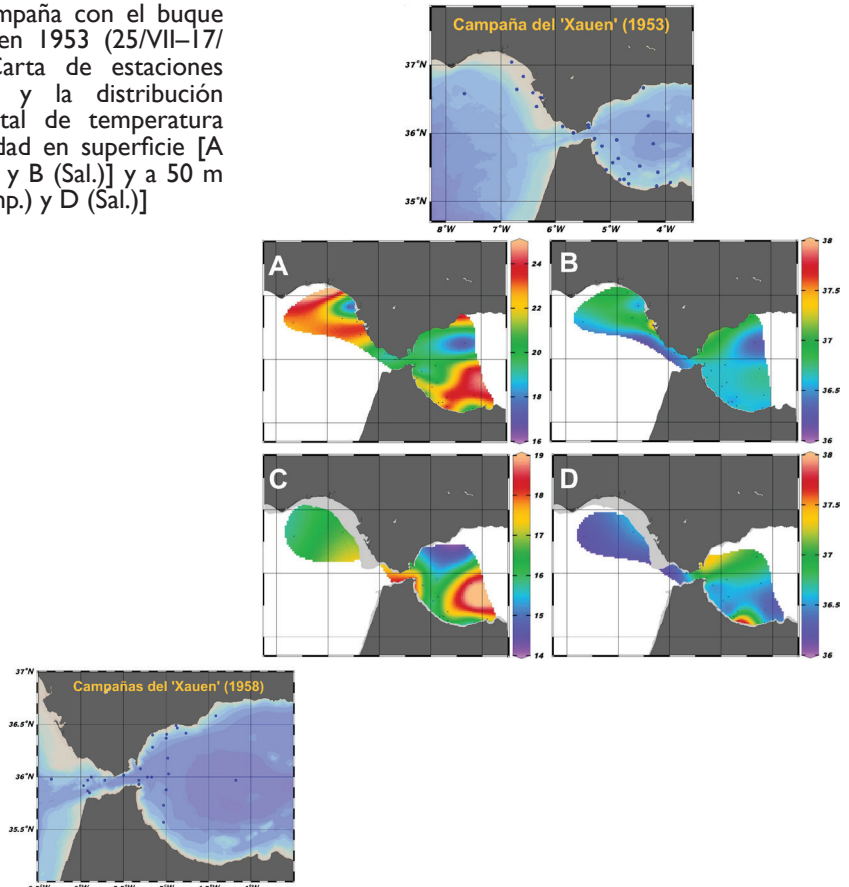 mpaña con el buque
en 1953 (25/VII–17/
Carta de estaciones
y la distribución
tal de temperatura
dad en superficie [A
y B (Sal.)] y a 50 m
np.) y D (Sal.)]
Campaña del 'Xauen' (1953)
37°N
36°N
35°N
8°W 7°W 6°W 5°W 4°W
A
24
22
20
18
16
B
38
37.5
37
36.5
36
C
19
18
17
16
15
14
D
38
37.5
37
36.5
36
Campañas del 'Xauen' (1958)
37°N
36.5°N
36°N
35.5°N